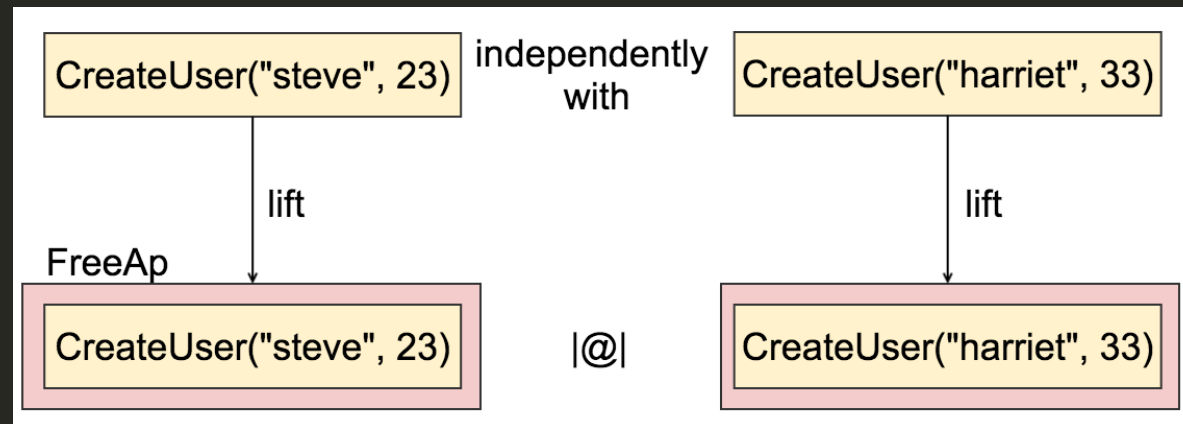 CreateUser("steve", 23)
independently
with
CreateUser("harriet", 33)
lift
lift
FreeAp
CreateUser("steve", 23)
|@|
CreateUser("harriet", 33)